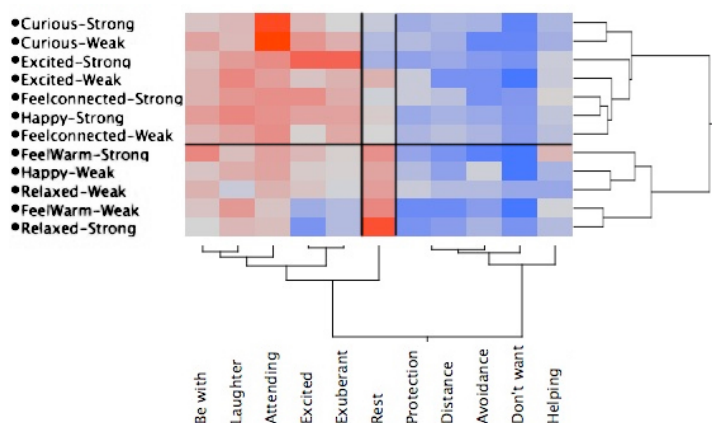 ●Curious-Strong
●Curious-Weak
●Excited-Strong
●Excited-Weak
●Feelconnected-Strong
●Happy-Strong
●Feelconnected-Weak
●FeelWarm-Strong
●Happy-Weak
●Relaxed-Weak
●FeelWarm-Weak
●Relaxed-Strong
Be with
Laughter
Attending
Excited
Exuberant
Rest
Protection
Distance
Avoidance
Don't want
Helping